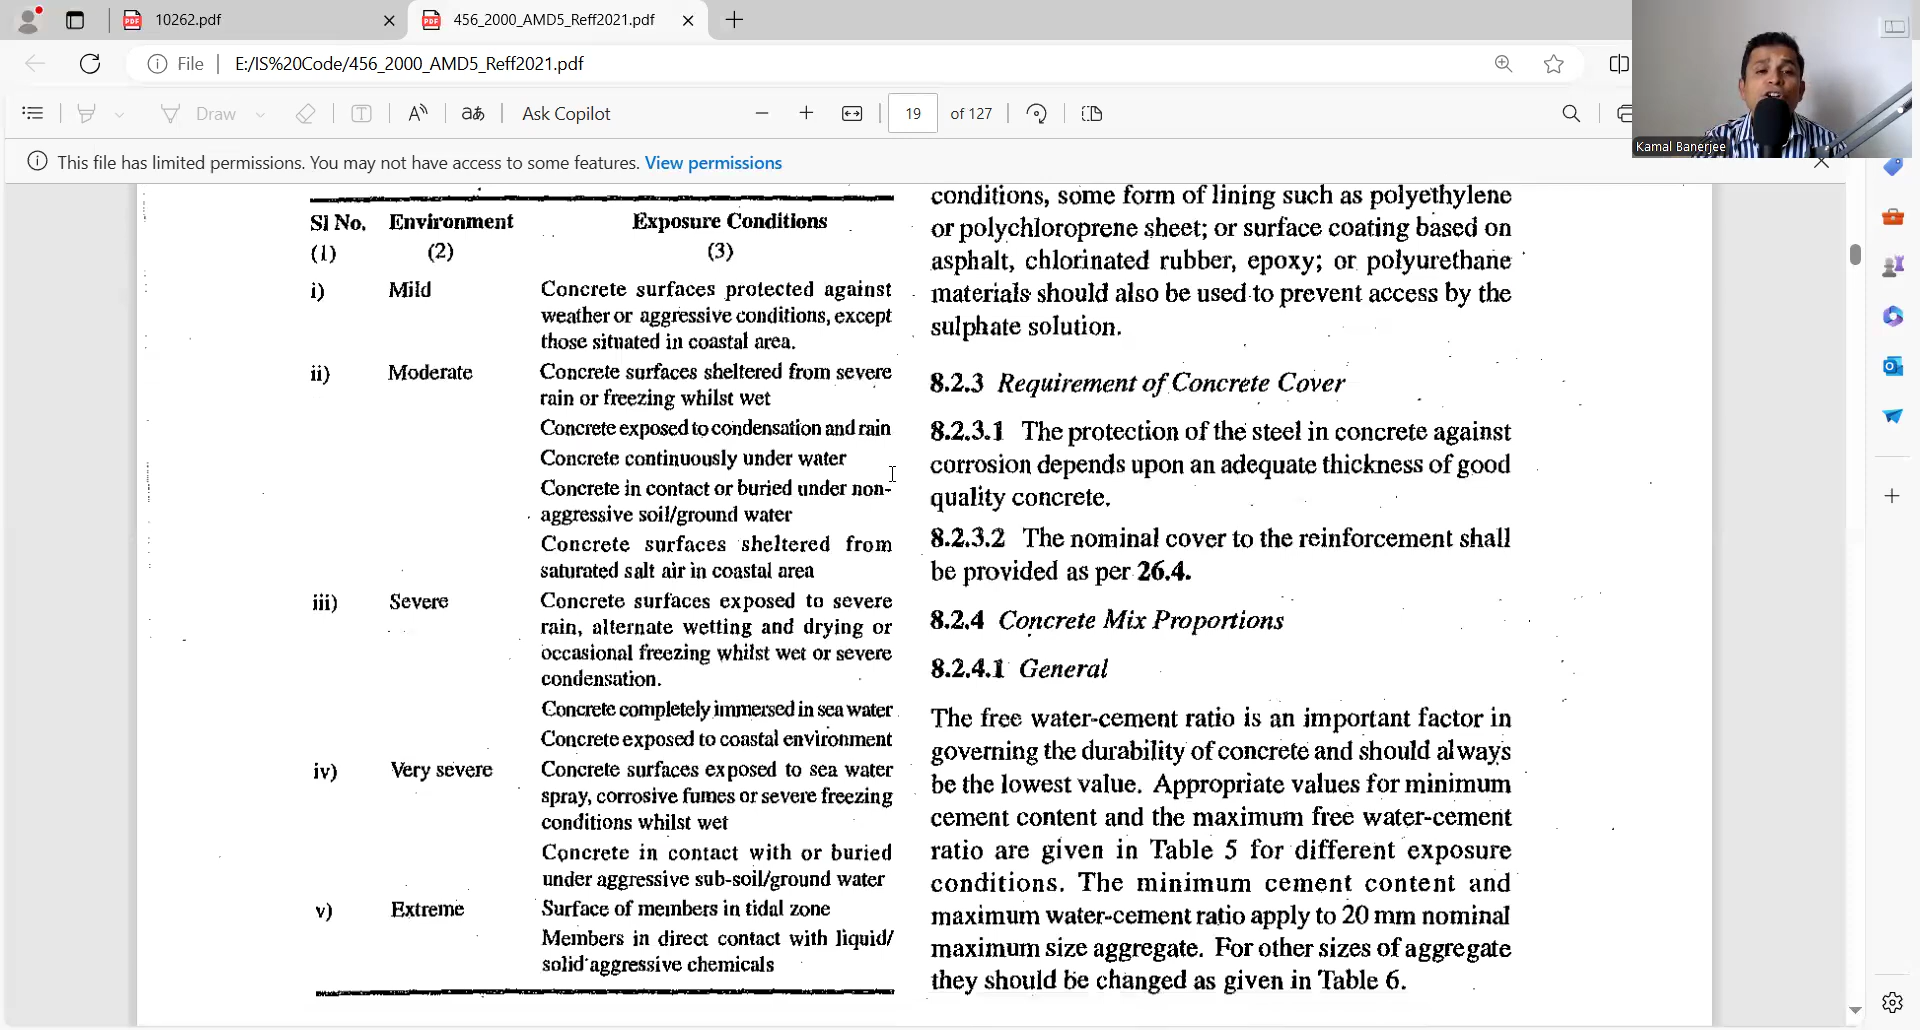 10262.pdf
456_2000_AMD5_Reff2021.pdf
File
E:/IS%20Code/456_2000_AMD5_Reff2021.pdf
Draw
Ask Copilot
19
of 127
Kamal Banerjee
This file has limited permissions. You may not have access to some features. View permissions
Sl No. Environment Exposure Conditions
(1) (2) (3)
i) Mild Concrete surfaces protected against
weather or aggressive conditions, except
those situated in coastal area.
ii) Moderate Concrete surfaces sheltered from severe
rain or freezing whilst wet
Concrete exposed to condensation and rain
Concrete continuously under water
Concrete in contact or buried under non-
aggressive soil/ground water
Concrete surfaces sheltered from
saturated salt air in coastal area
iii) Severe Concrete surfaces exposed to severe
rain, alternate wetting and drying or
occasional freezing whilst wet or severe
condensation.
Concrete completely immersed in sea water
Concrete exposed to coastal environment
iv) Very severe Concrete surfaces exposed to sea water
spray, corrosive fumes or severe freezing
conditions whilst wet
Concrete in contact with or buried
under aggressive sub-soil/ground water
v) Extreme Surface of members in tidal zone
Members in direct contact with liquid/
solid aggressive chemicals
conditions, some form of lining such as polyethylene
or polychloroprene sheet; or surface coating based on
asphalt, chlorinated rubber, epoxy; or polyurethane
materials should also be used to prevent access by the
sulphate solution.
8.2.3 Requirement of Concrete Cover
8.2.3.1 The protection of the steel in concrete against
corrosion depends upon an adequate thickness of good
quality concrete.
8.2.3.2 The nominal cover to the reinforcement shall
be provided as per 26.4.
8.2.4 Concrete Mix Proportions
8.2.4.1 General
The free water-cement ratio is an important factor in
governing the durability of concrete and should always
be the lowest value. Appropriate values for minimum
cement content and the maximum free water-cement
ratio are given in Table 5 for different exposure
conditions. The minimum cement content and
maximum water-cement ratio apply to 20 mm nominal
maximum size aggregate. For other sizes of aggregate
they should be changed as given in Table 6.